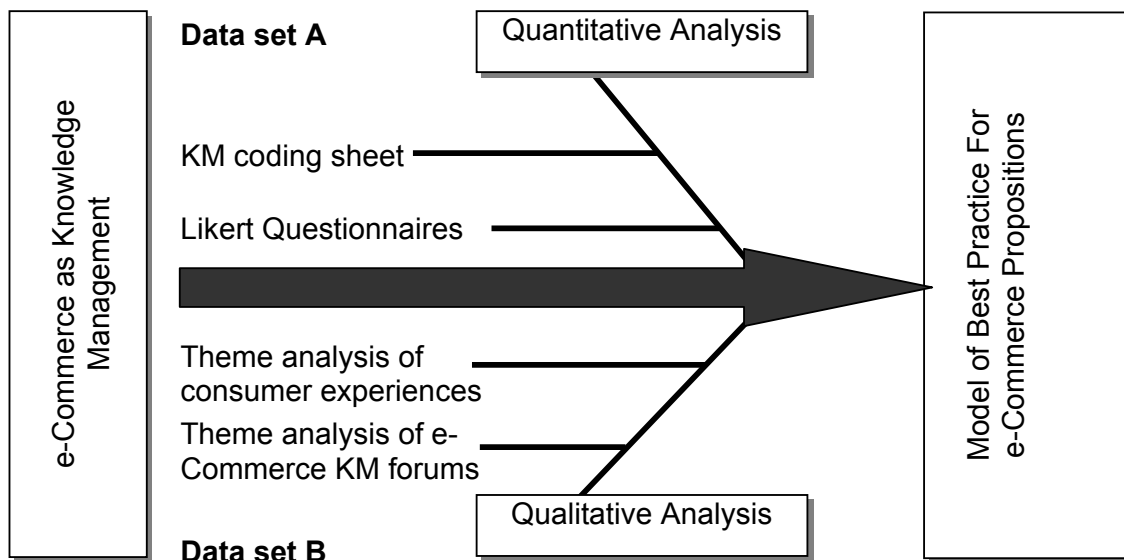 e-Commerce as Knowledge
Management
Data set A
Quantitative Analysis
KM coding sheet
Likert Questionnaires
Theme analysis of
consumer experiences
Theme analysis of e-
Commerce KM forums
Qualitative Analysis
Data set B
Model of Best Practice For
e-Commerce Propositions